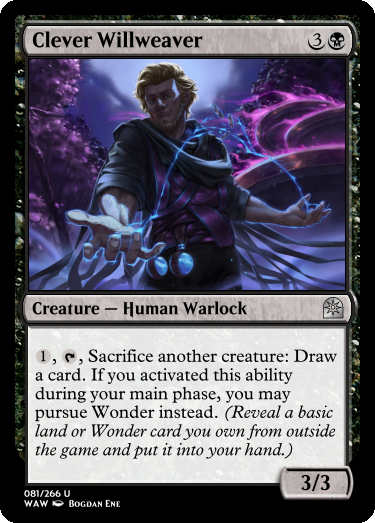 Clever Willweaver 3
Creature — Human Warlock
1, , Sacrifice another creature: Draw
a card. If you activated this ability
during your main phase, you may
pursue Wonder instead. (Reveal a basic
land or Wonder card you own from outside
the game and put it into your hand.)
3/3
081/266 U
WAW Bogdan Ene